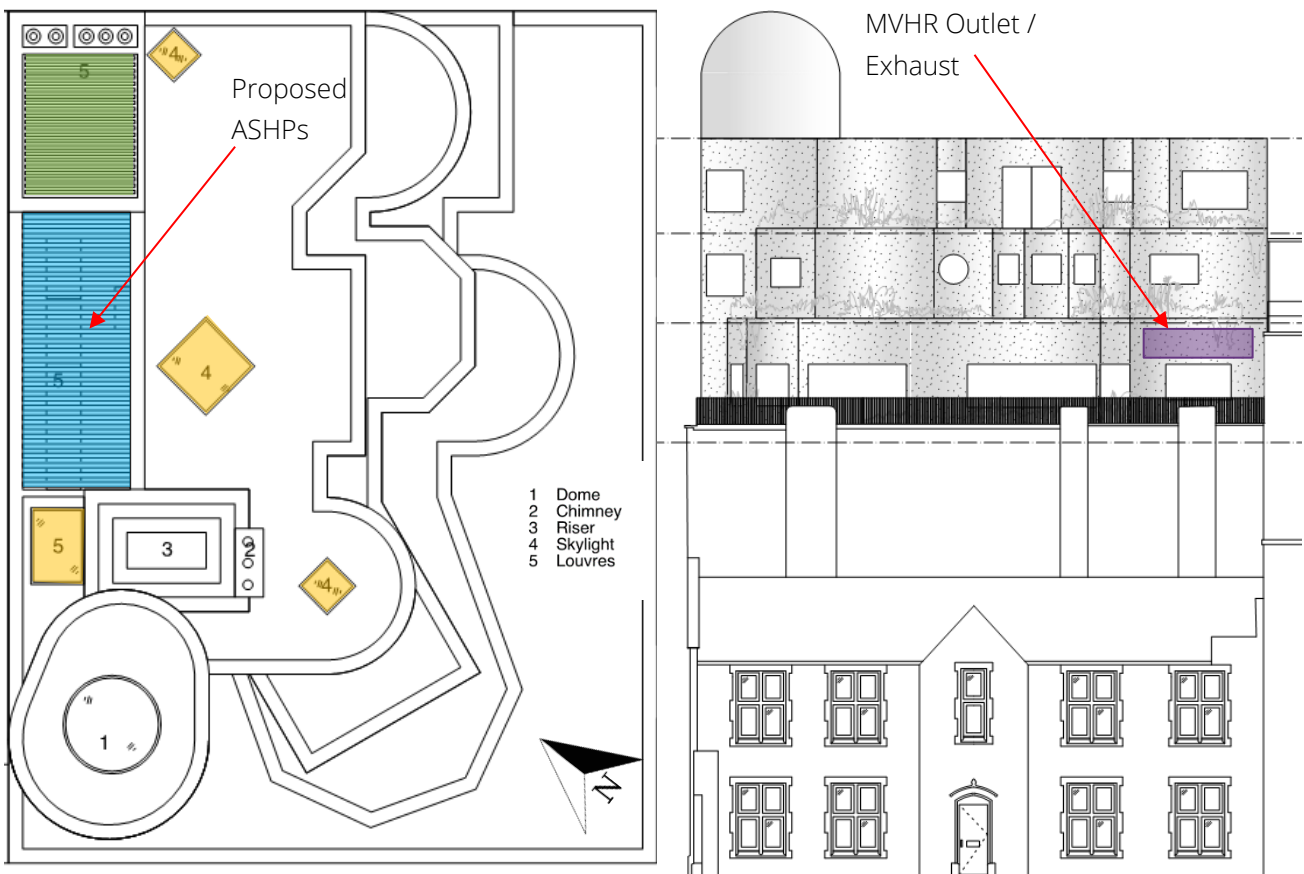 5
4
Proposed
ASHPs
5
4
5
3
2
4
1
1 Dome
2 Chimney
3 Riser
4 Skylight
5 Louvres
N
MVHR Outlet /
Exhaust